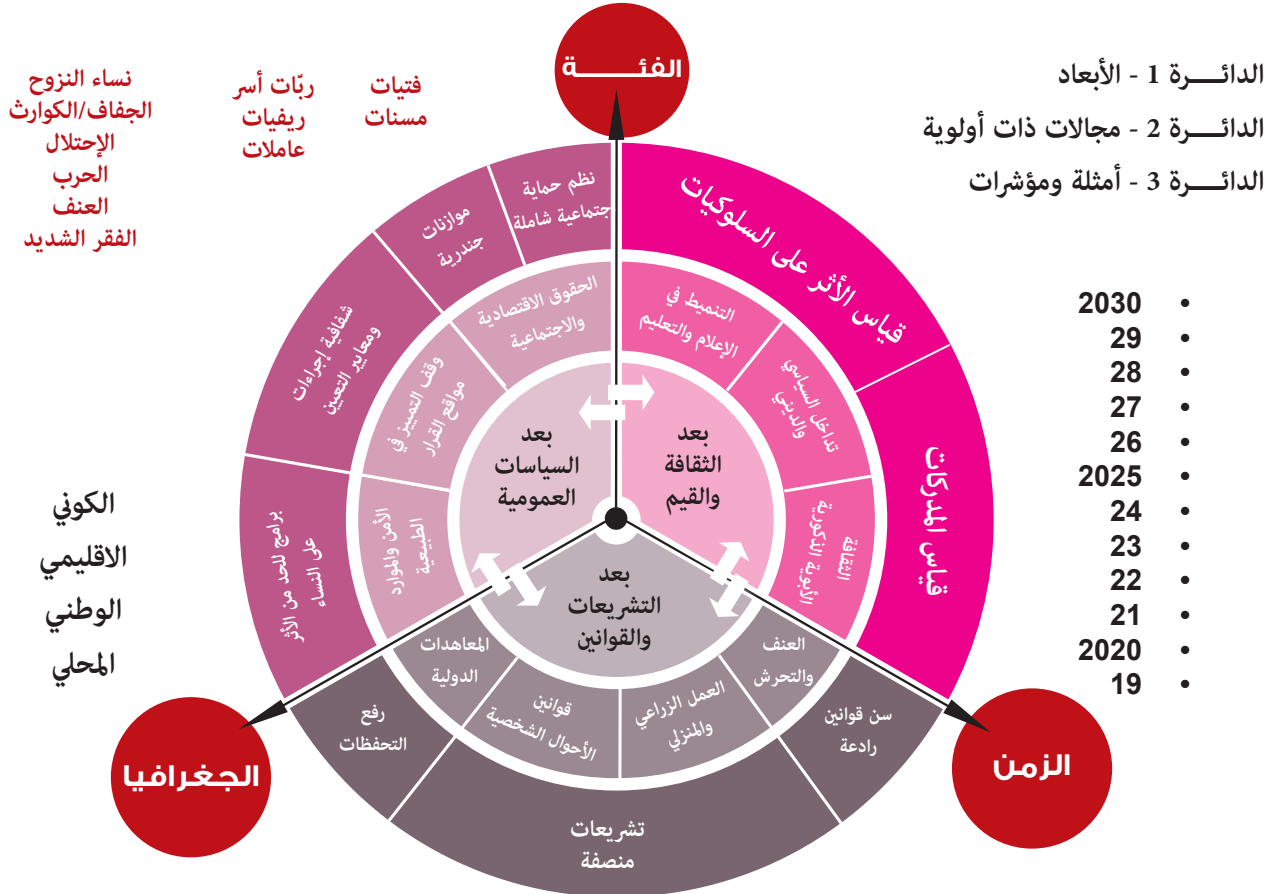 الفئـــــة
الدائـــــرة 1 - الأبعاد
الدائـــــرة 2 - مجالات ذات أولوية
الدائـــــرة 3 - أمثلة ومؤشرات
فتيات
مسنات
ربّات أسر
ريفيات
عاملات
نساء النزوح
الجفاف/الكوارث
الإحتلال
الحرب
العنف
الفقر الشديد
قياس الأثر على السلوكيات
قياس المدركات
نظم حماية
جتماعية شاملة
موازنات
جندرية
شفافية إجراءات
ومعايير التعيين
برامج للحد من الأثر
على النساء
التنميط في
الإعلام والتعليم
تداخل السياسي
والديني
الثقافة
الأبوية الذكورية
الحقوق الاقتصادية
والاجتماعية
وقف التمييز في
مواقع القرار
الأمن والموارد
الطبيعية
بعد
الثقافة
والقيم
بعد
السياسات
العمومية
بعد
التشريعات
والقوانين
العنف
والتحرش
العمل الزراعي
والمنزلي
قوانين
الأحوال الشخصية
المعاهدات
الدولية
سن قوانين
رادعة
تشريعات
منصفة
رفع
التحفظات
• 2030
• 29
• 28
• 27
• 26
• 2025
• 24
• 23
• 22
• 21
• 2020
• 19
الكوني
الاقليمي
الوطني
المحلي
الزمن
الجغرافيا